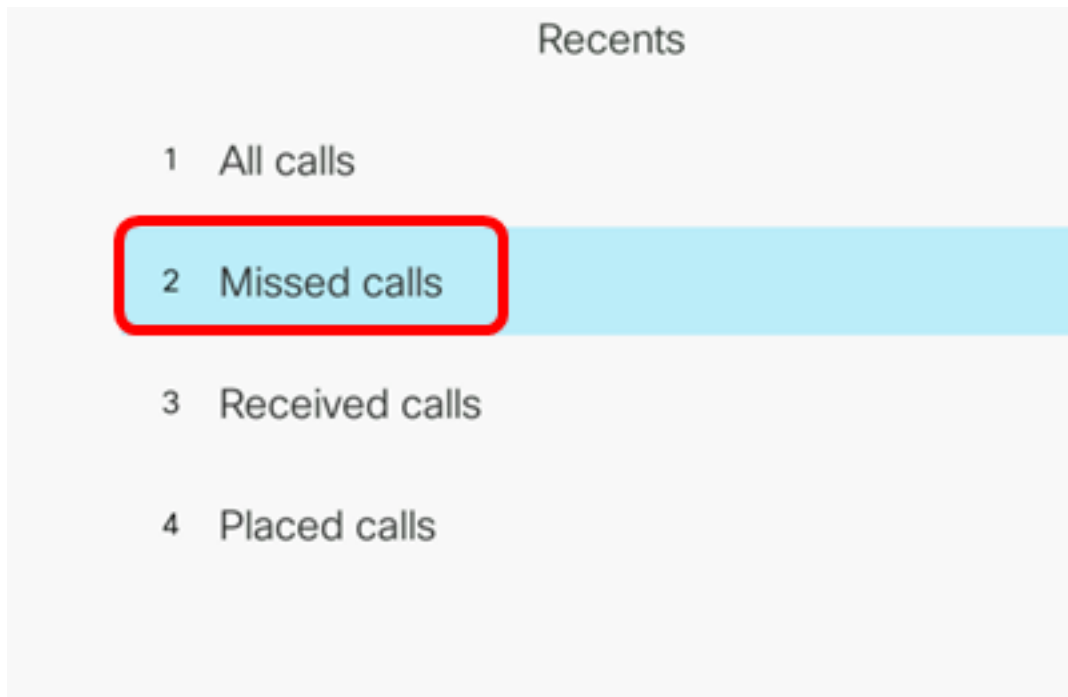 Recents
1 All calls
2 Missed calls
3 Received calls
4 Placed calls